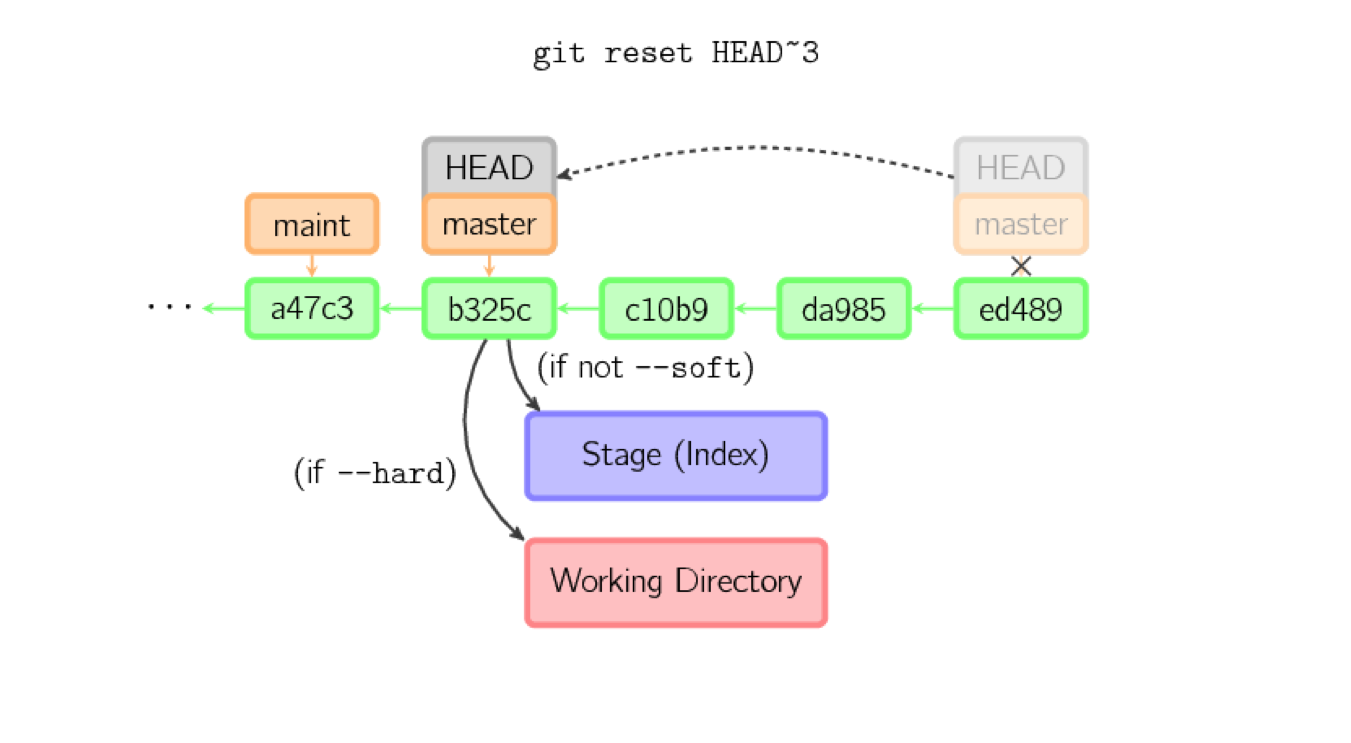 git reset HEAD~3
HEAD HEAD
maint master master
... a47c3 b325c c10b9 da985 ed489
(if not --soft)
Stage (Index)
(if --hard)
Working Directory